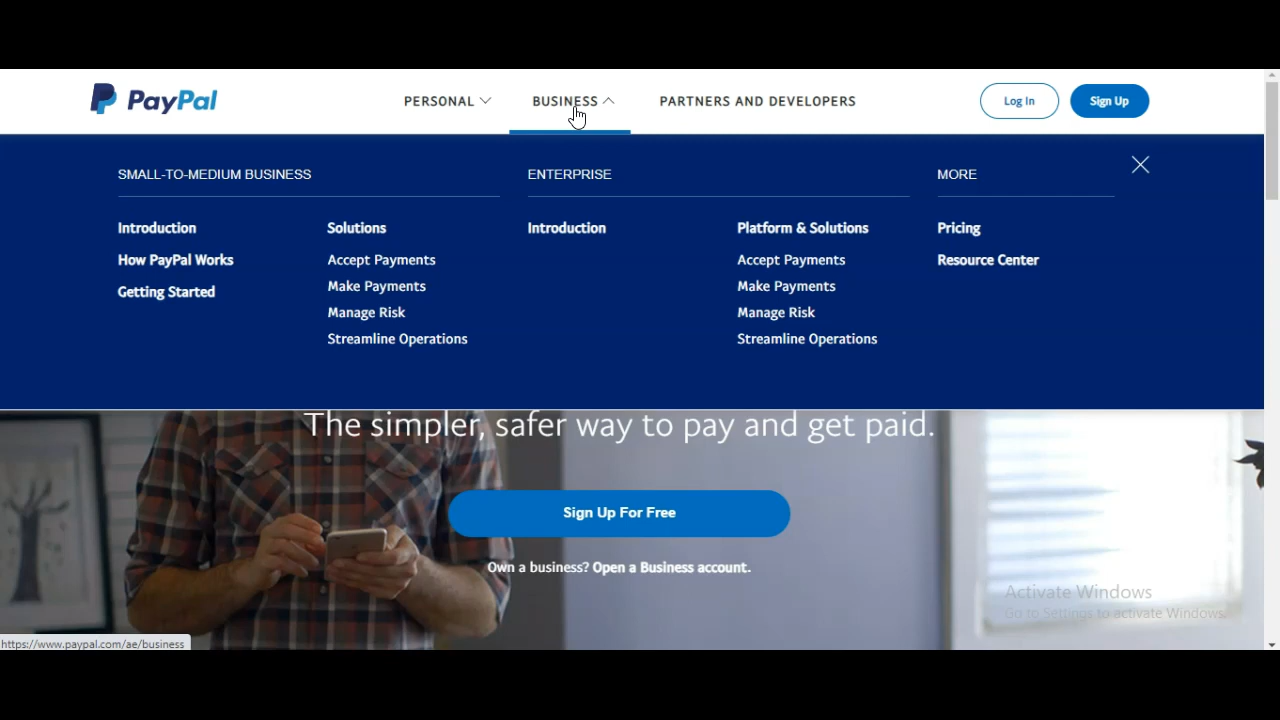 PayPal
PERSONAL
BUSINESS
PARTNERS AND DEVELOPERS
Log In
Sign Up
SMALL-TO-MEDIUM BUSINESS
Introduction
How PayPal Works
Getting Started
Solutions
Accept Payments
Make Payments
Manage Risk
Streamline Operations
ENTERPRISE
Introduction
Platform & Solutions
Accept Payments
Make Payments
Manage Risk
Streamline Operations
MORE
Pricing
Resource Center
The simpler, safer way to pay and get paid.
Sign Up For Free
Own a business? Open a Business account.
Activate Windows
Go to Settings to activate Windows.
https://www.paypal.com/ae/business